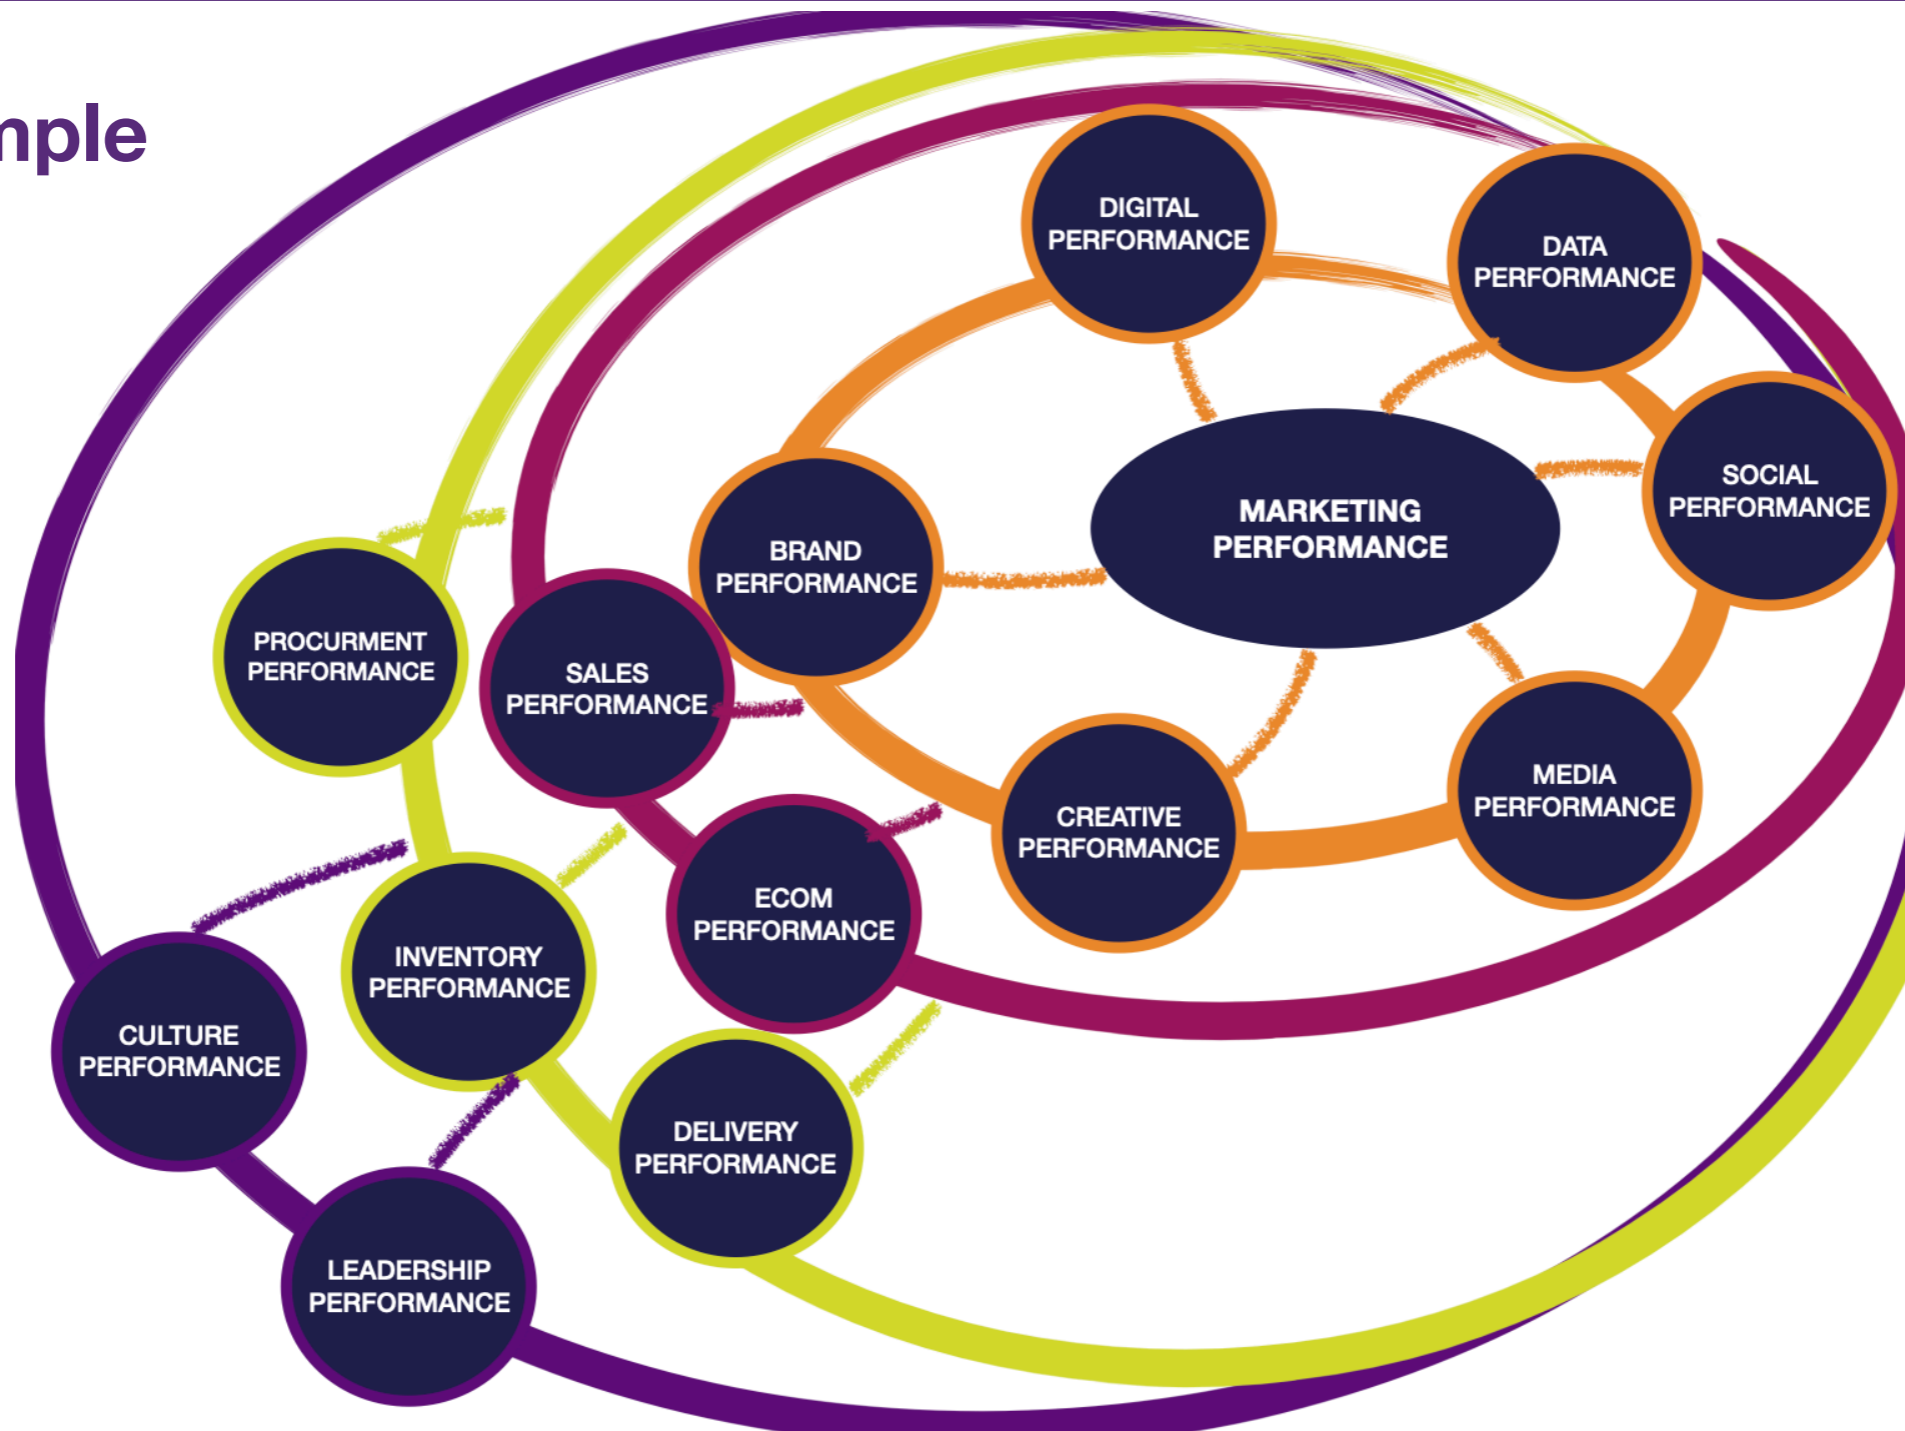 mple
DIGITAL
PERFORMANCE
DATA
PERFORMANCE
SOCIAL
PERFORMANCE
MARKETING
PERFORMANCE
BRAND
PERFORMANCE
PROCURMENT
PERFORMANCE
SALES
PERFORMANCE
MEDIA
PERFORMANCE
CREATIVE
PERFORMANCE
ECOM
PERFORMANCE
INVENTORY
PERFORMANCE
CULTURE
PERFORMANCE
DELIVERY
PERFORMANCE
LEADERSHIP
PERFORMANCE